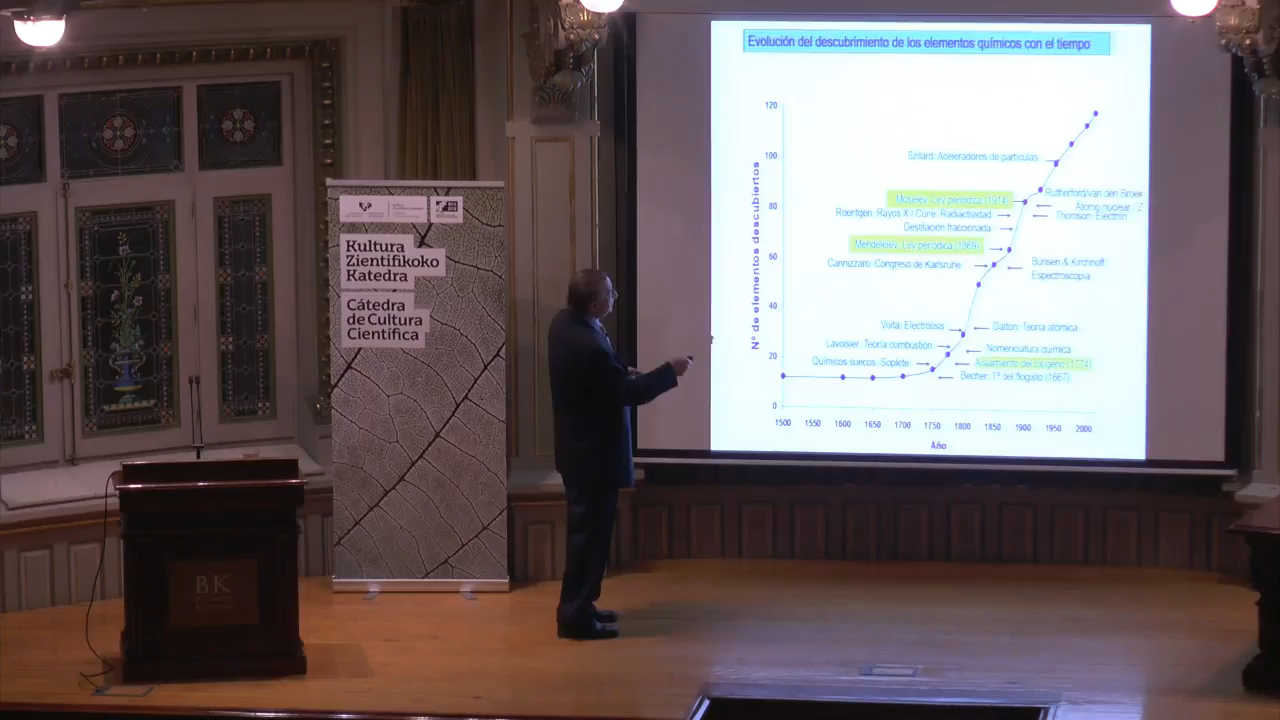 Evolución del descubrimiento de los elementos químicos con el tiempo
Kultura
Zientifikoko
Katedra
Cátedra
de Cultura
Científica
BK
Nº de elementos descubiertos
120
100
80
60
40
20
0
Szilard: Aceleradores de partículas
Moseley: Ley periódica (1914)
Rutherford/van den Broek
Atomo nuclear / Z
Roentgen: Rayos X / Curie: Radiactividad
Thomson: Electrón
Destilación fraccionada
Mendeleiev: Ley periódica (1869)
Cannizzaro: Congreso de Karlsruhe
Bunsen & Kirchhoff:
Espectroscopia
Volta: Electrolisis
Dalton: Teoría atómica
Lavoisier: Teoría combustión
Nomenclatura química
Químicos suecos: Soplete
Aislamiento del oxígeno (1774)
Becher: Tª del flogisto (1667)
1500 1550 1600 1650 1700 1750 1800 1850 1900 1950 2000
Año